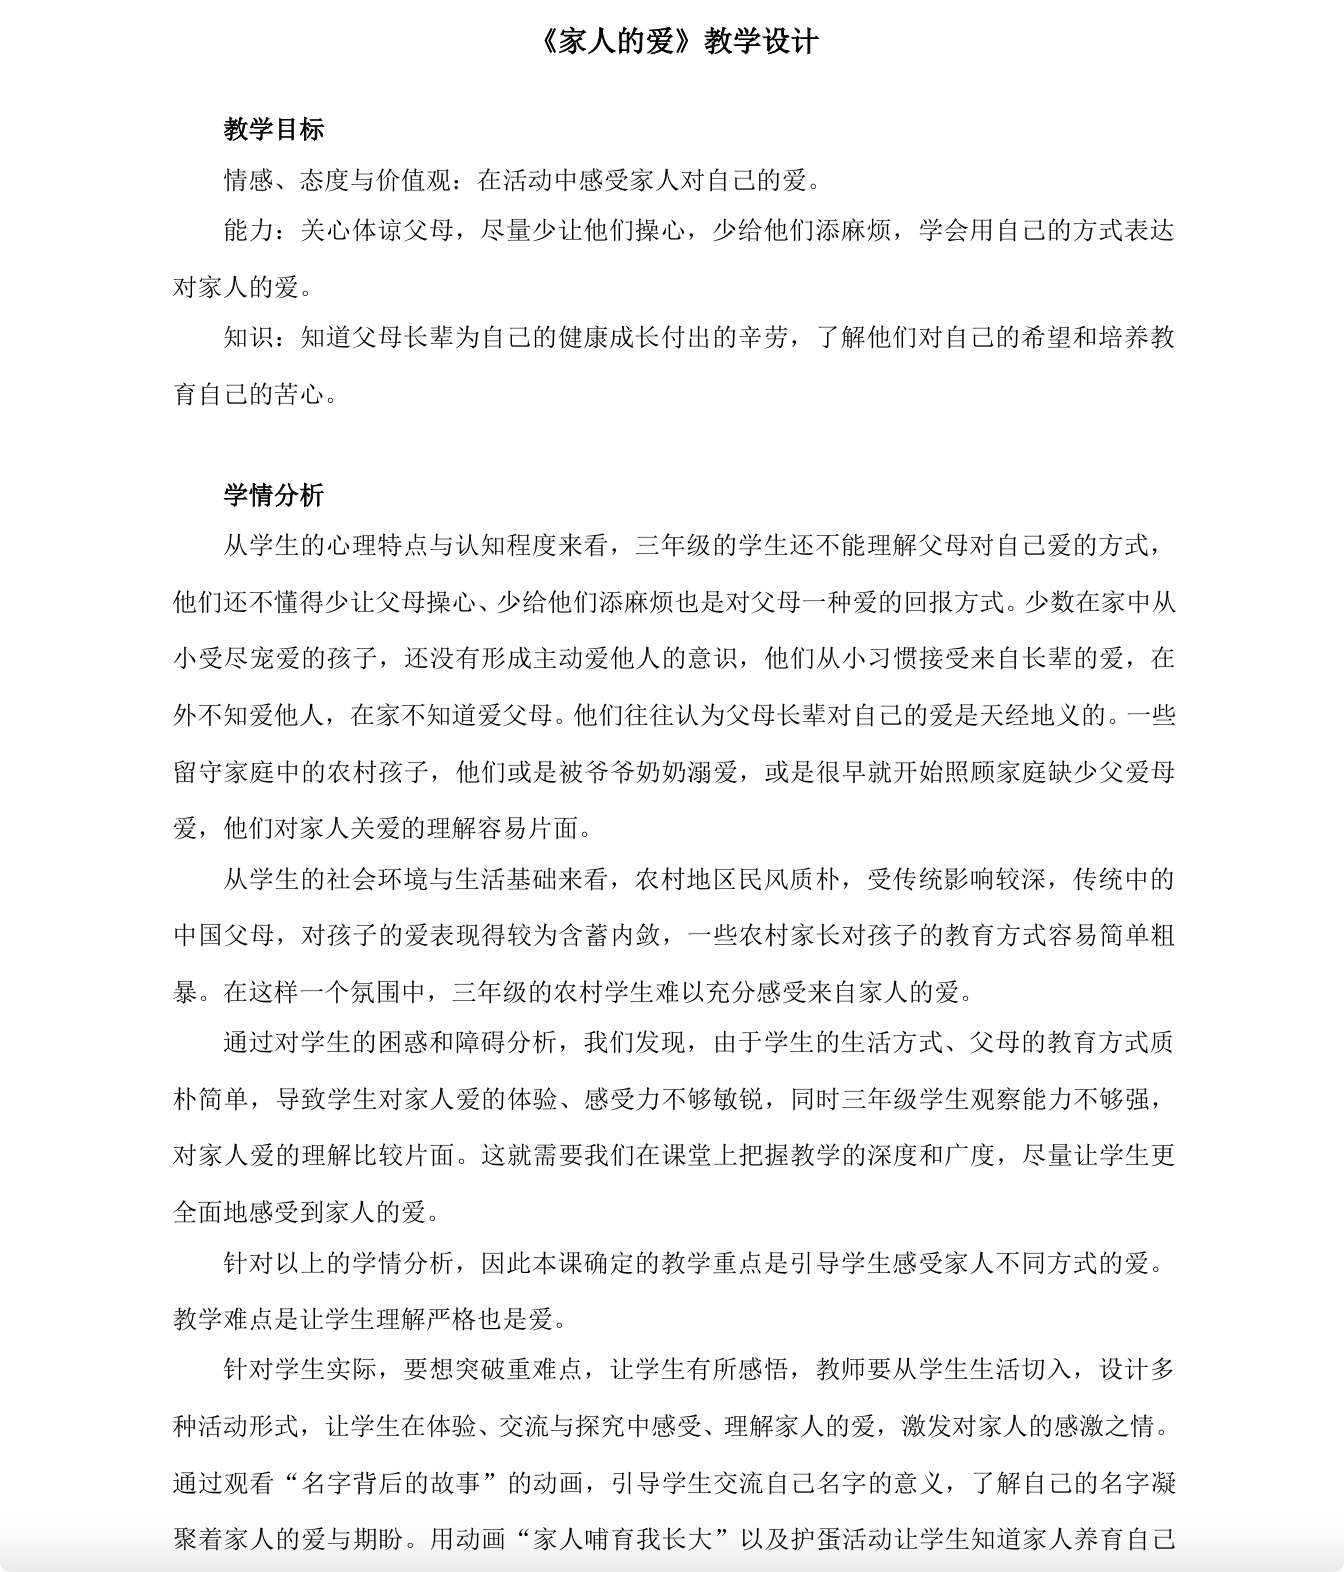 《家人的爱》教学设计
教学目标
情感、态度与价值观：在活动中感受家人对自己的爱。
能力：关心体谅父母，尽量少让他们操心，少给他们添麻烦，学会用自己的方式表达
对家人的爱。
知识：知道父母长辈为自己的健康成长付出的辛劳，了解他们对自己的希望和培养教
育自己的苦心。
学情分析
从学生的心理特点与认知程度来看，三年级的学生还不能理解父母对自己爱的方式，
他们还不懂得少让父母操心、少给他们添麻烦也是对父母一种爱的回报方式。少数在家中从
小受尽宠爱的孩子，还没有形成主动爱他人的意识，他们从小习惯接受来自长辈的爱，在
外不知爱他人，在家不知道爱父母。他们往往认为父母长辈对自己的爱是天经地义的。一些
留守家庭中的农村孩子，他们或是被爷爷奶奶溺爱，或是很早就开始照顾家庭缺少父爱母
爱，他们对家人关爱的理解容易片面。
从学生的社会环境与生活基础来看，农村地区民风质朴，受传统影响较深，传统中的
中国父母，对孩子的爱表现得较为含蓄内敛，一些农村家长对孩子的教育方式容易简单粗
暴。在这样一个氛围中，三年级的农村学生难以充分感受来自家人的爱。
通过对学生的困惑和障碍分析，我们发现，由于学生的生活方式、父母的教育方式质
朴简单，导致学生对家人爱的体验、感受力不够敏锐，同时三年级学生观察能力不够强，
对家人爱的理解比较片面。这就需要我们在课堂上把握教学的深度和广度，尽量让学生更
全面地感受到家人的爱。
针对以上的学情分析，因此本课确定的教学重点是引导学生感受家人不同方式的爱。
教学难点是让学生理解严格也是爱。
针对学生实际，要想突破重难点，让学生有所感悟，教师要从学生生活切入，设计多
种活动形式，让学生在体验、交流与探究中感受、理解家人的爱，激发对家人的感激之情。
通过观看“名字背后的故事”的动画，引导学生交流自己名字的意义，了解自己的名字凝
聚着家人的爱与期盼。用动画“家人哺育我长大”以及护蛋活动让学生知道家人养育自己